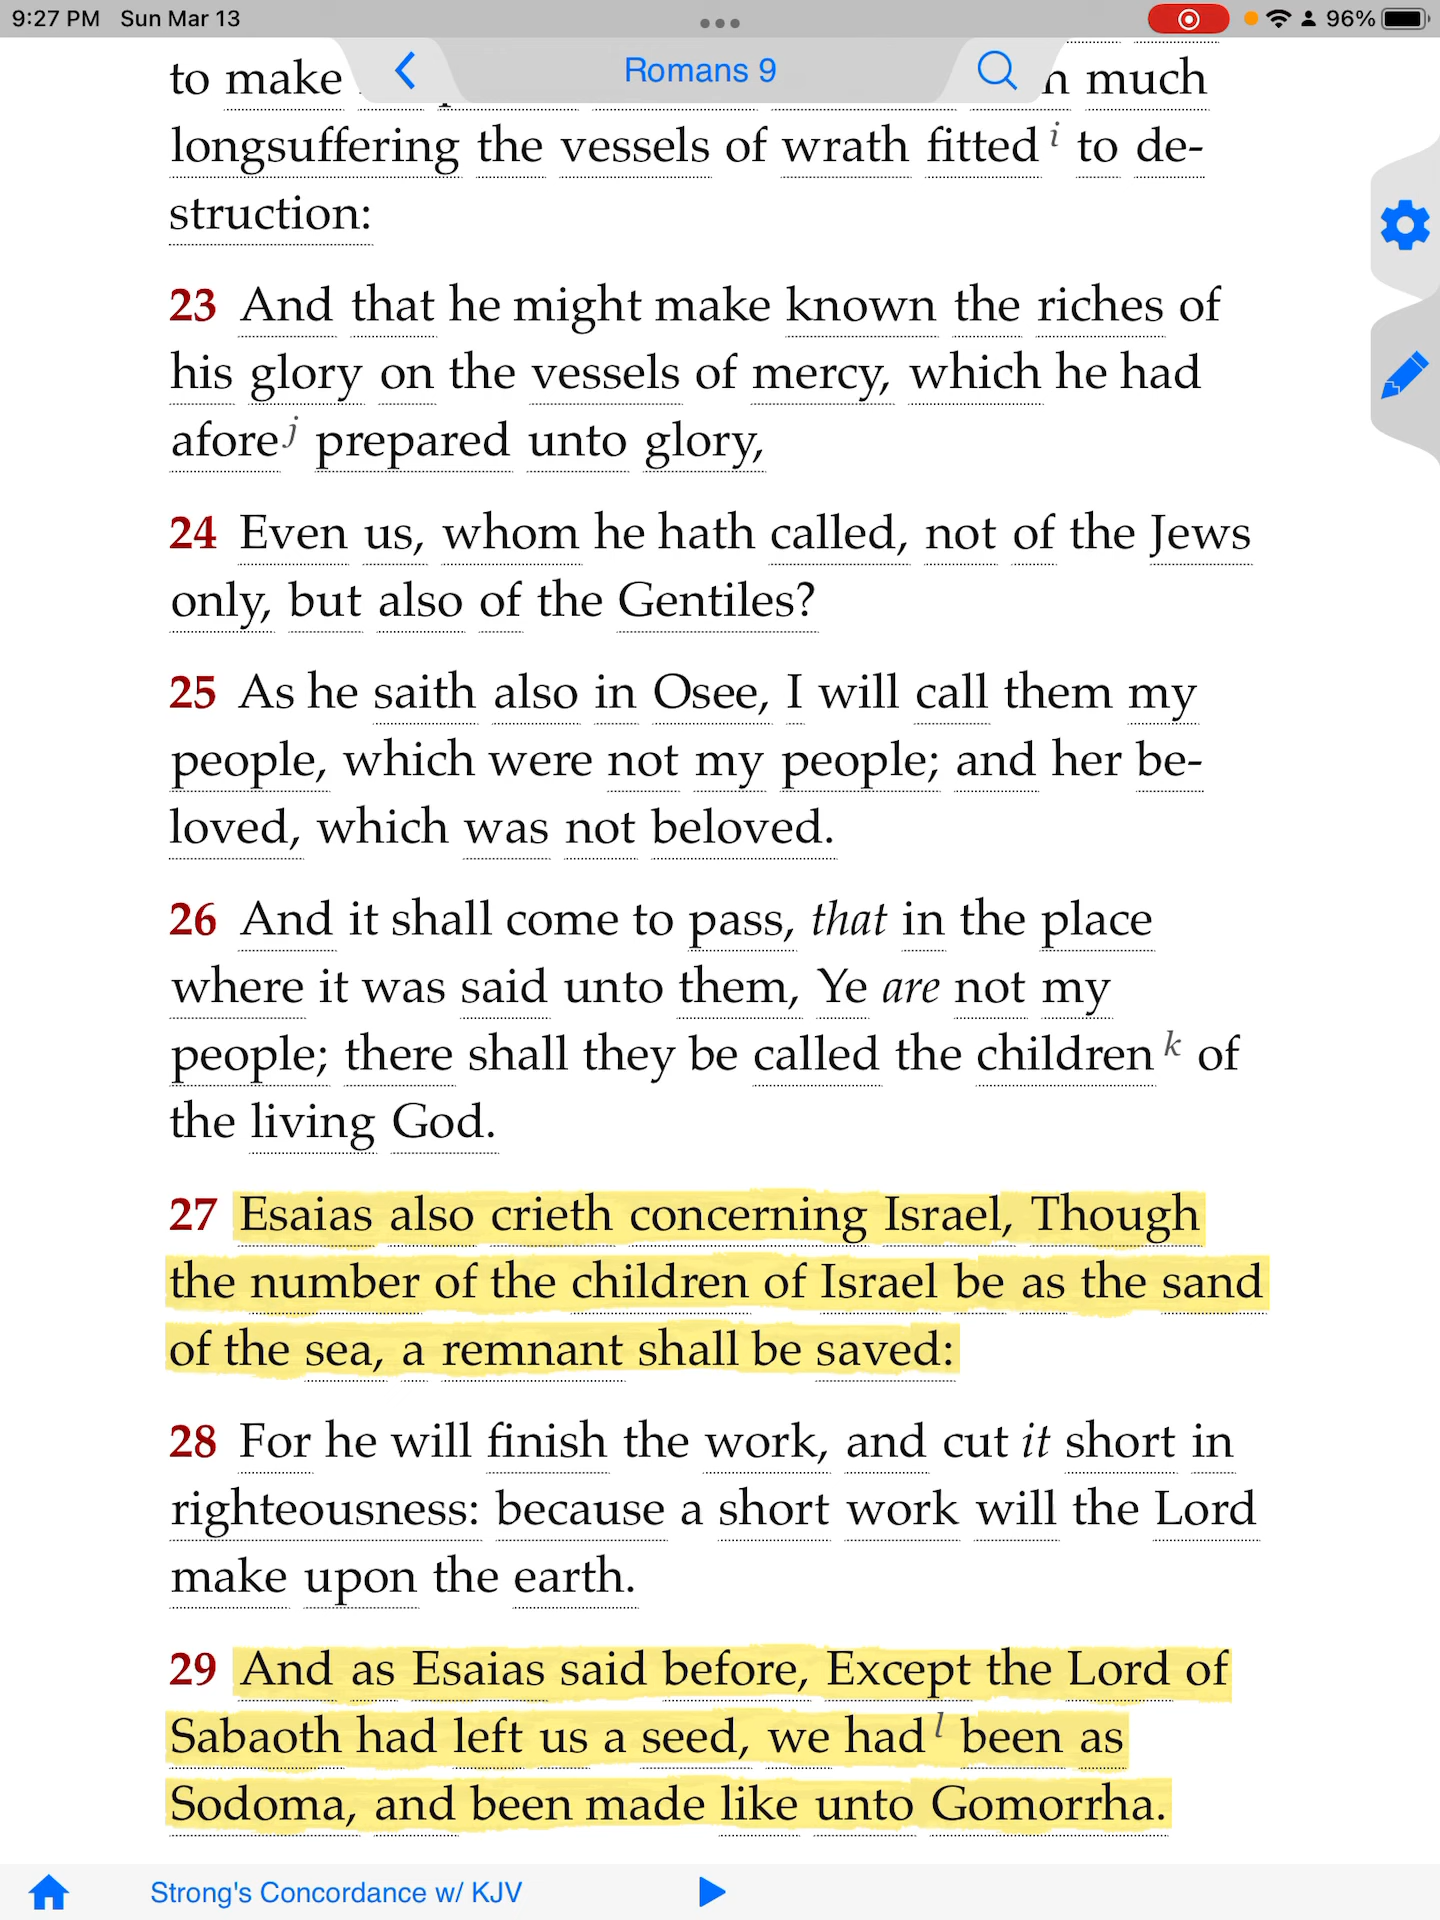 9:27 PM Sun Mar 13 96%
Romans 9
to make much
longsuffering the vessels of wrath fitted i to de-
struction:
23 And that he might make known the riches of
his glory on the vessels of mercy, which he had
afore j prepared unto glory,
24 Even us, whom he hath called, not of the Jews
only, but also of the Gentiles?
25 As he saith also in Osee, I will call them my
people, which were not my people; and her be-
loved, which was not beloved.
26 And it shall come to pass, that in the place
where it was said unto them, Ye are not my
people; there shall they be called the children k of
the living God.
27 Esaias also crieth concerning Israel, Though
the number of the children of Israel be as the sand
of the sea, a remnant shall be saved:
28 For he will finish the work, and cut it short in
righteousness: because a short work will the Lord
make upon the earth.
29 And as Esaias said before, Except the Lord of
Sabaoth had left us a seed, we had l been as
Sodoma, and been made like unto Gomorrha.
Strong's Concordance w/ KJV